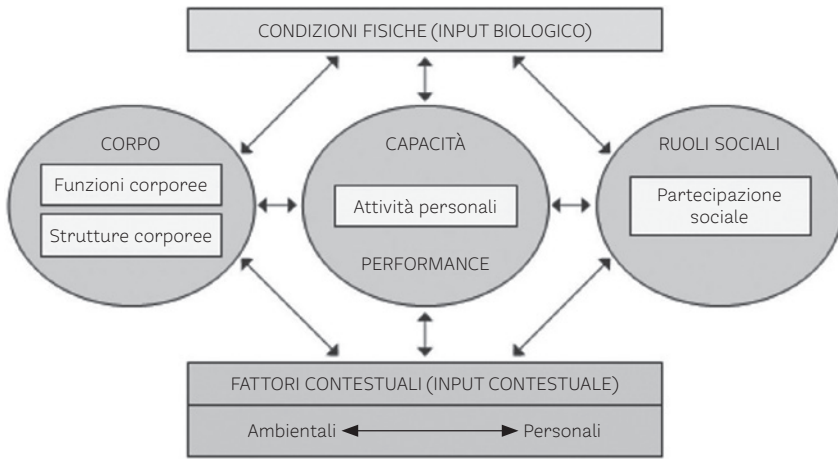 CONDIZIONI FISICHE (INPUT BIOLOGICO)
CORPO
Funzioni corporee
Strutture corporee
CAPACITÀ
Attività personali
PERFORMANCE
RUOLI SOCIALI
Partecipazione
sociale
FATTORI CONTESTUALI (INPUT CONTESTUALE)
Ambientali
Personali